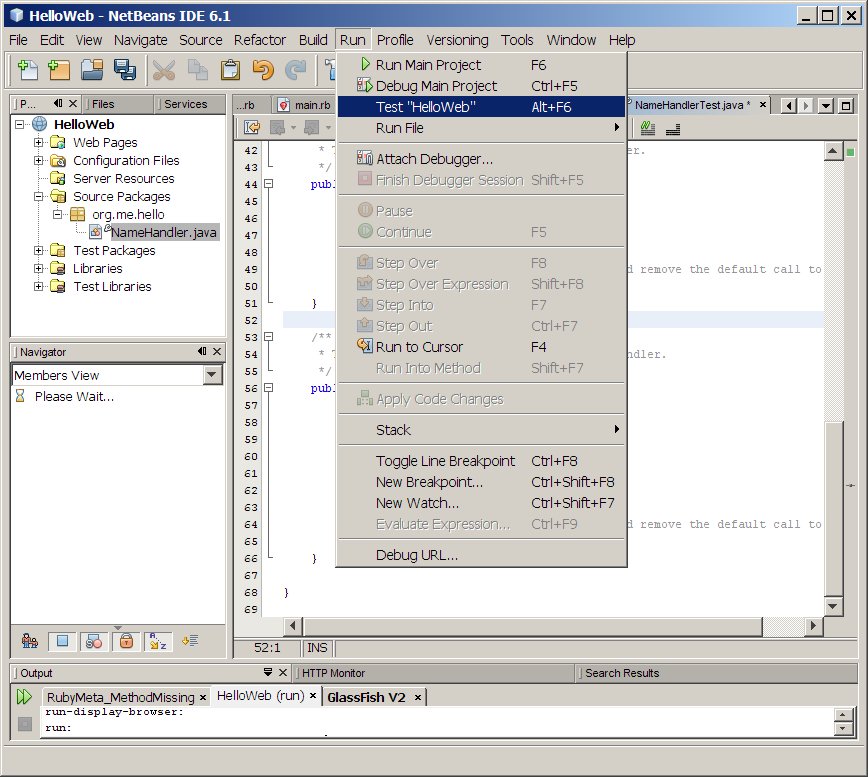 HelloWeb - NetBeans IDE 6.1
File Edit View Navigate Source Refactor Build Run Profile Versioning Tools Window Help
P... Files Services
...rb main.rb NameHandlerTest.java *
HelloWeb
Web Pages
Configuration Files
Server Resources
Source Packages
org.me.hello
NameHandler.java
Test Packages
Libraries
Test Libraries
Navigator
Members View
Please Wait...
Run Main Project F6
Debug Main Project Ctrl+F5
Test "HelloWeb" Alt+F6
Run File
Attach Debugger...
Finish Debugger Session Shift+F5
Pause
Continue F5
Step Over F8
Step Over Expression Shift+F8
Step Into F7
Step Out Ctrl+F7
Run to Cursor F4
Run Into Method Shift+F7
Apply Code Changes
Stack
Toggle Line Breakpoint Ctrl+F8
New Breakpoint... Ctrl+Shift+F8
New Watch... Ctrl+Shift+F7
Evaluate Expression... Ctrl+F9
Debug URL...
42 * T er.
43 */
44 publ
45
46
47
48
49 d remove the default call to
50
51 }
52
53 /**
54 * T ndler.
55 */
56 publ
57
58
59
60
61
62
63
64 d remove the default call to
65
66 }
67
68 }
69
52:1 INS
Output HTTP Monitor Search Results
RubyMeta_MethodMissing HelloWeb (run) GlassFish V2
run-display-browser:
run: